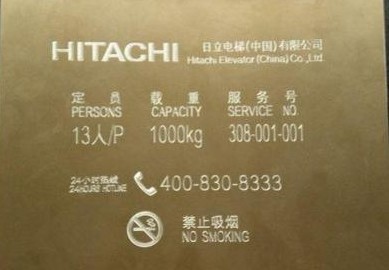 HITACHI 日立电梯(中国)有限公司
Hitachi Elevator (China) Co.,Ltd.
定员 载重 服务号
PERSONS CAPACITY SERVICE NO.
13人/P 1000kg 308-001-001
24小时热线
24HOURS HOTLINE 400-830-8333
禁止吸烟
NO SMOKING